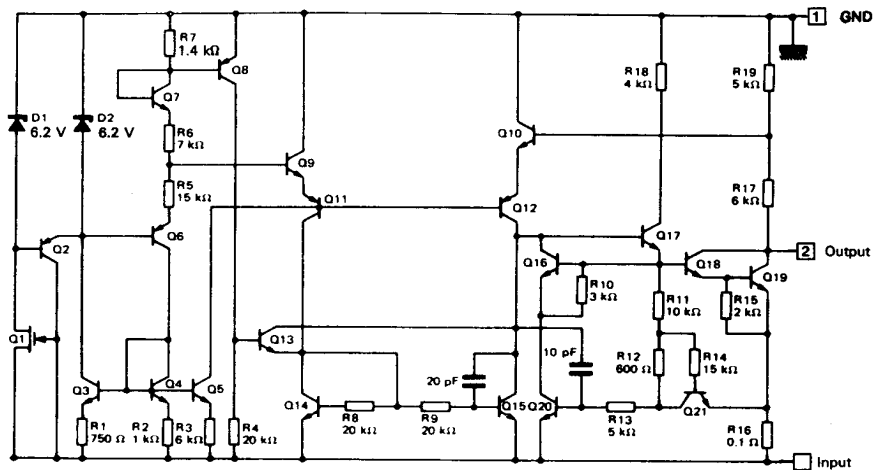 1 GND
R7
1.4 kΩ
Q8
Q7
R18
4 kΩ
R19
5 kΩ
D1
6.2 V
D2
6.2 V
R6
7 kΩ
Q10
Q9
R5
15 kΩ
R17
6 kΩ
Q11
Q12
Q2
Q6
Q17
2 Output
Q16
Q18
Q19
R10
3 kΩ
R11
10 kΩ
R15
2 kΩ
Q1
Q13
10 pF
R12
600 Ω
R14
15 kΩ
20 pF
Q3
Q4
Q5
Q14
Q15
Q20
Q21
R8
20 kΩ
R9
20 kΩ
R13
5 kΩ
R1
750 Ω
R2
1 kΩ
R3
6 kΩ
R4
20 kΩ
R16
0.1 Ω
Input